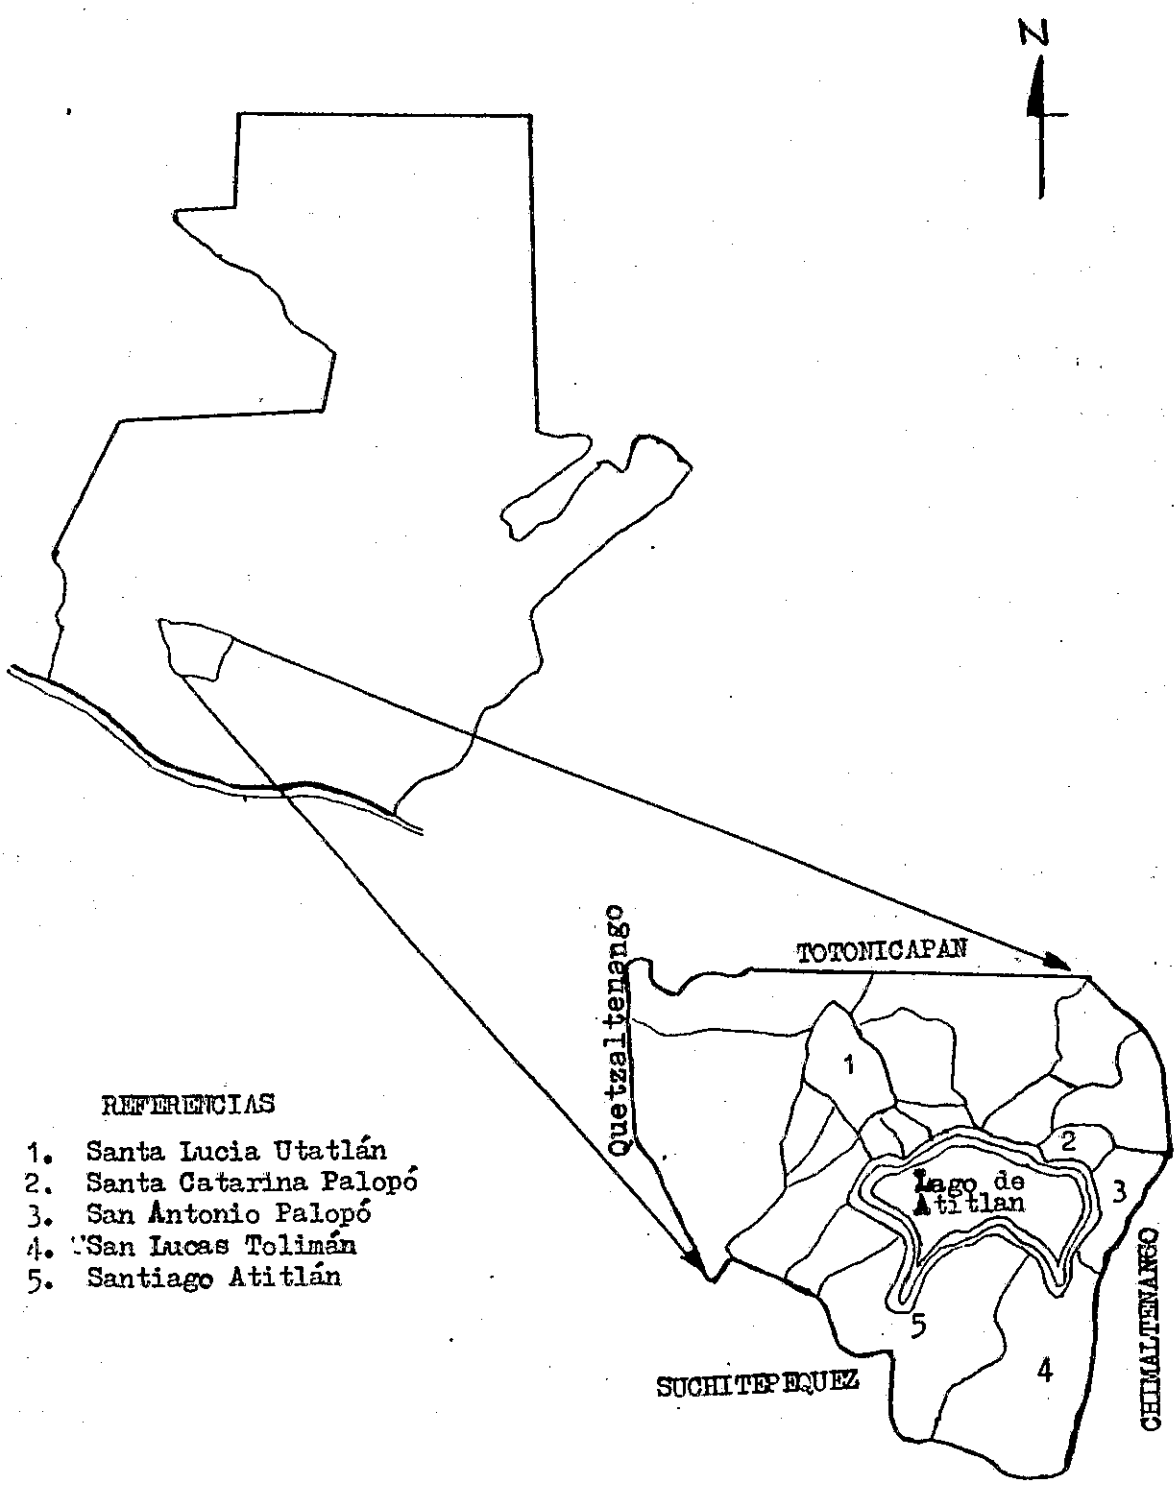 N
TOTONICAPAN
Quetzaltenango
1
REFERENCIAS
1. Santa Lucia Utatlán
2. Santa Catarina Palopó
3. San Antonio Palopó
4. San Lucas Tolimán
5. Santiago Atitlán
2
Lago de
Atitlan
3
5
4
SUCHITEPEQUEZ
CHIMALTENANGO